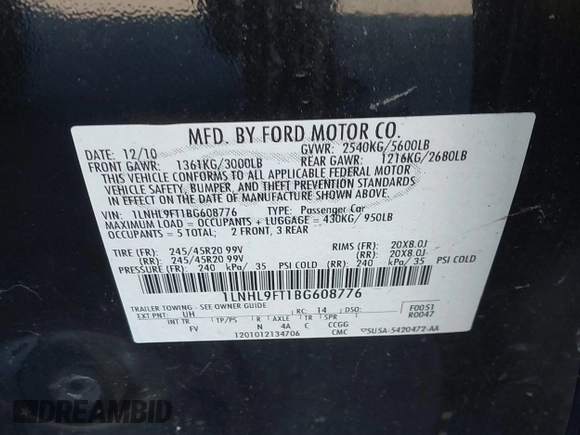 MFD. BY FORD MOTOR CO.
DATE: 12/10 GVWR: 2540KG/5600LB
FRONT GAWR: 1361KG/3000LB REAR GAWR: 1216KG/2680LB
THIS VEHICLE CONFORMS TO ALL APPLICABLE FEDERAL MOTOR
VEHICLE SAFETY, BUMPER, AND THEFT PREVENTION STANDARDS
IN EFFECT ON THE DATE OF MANUFACTURE SHOWN ABOVE.
VIN: 1LNHL9FT1BG608776 TYPE: Passenger Car
MAXIMUM LOAD = OCCUPANTS + LUGGAGE = 430KG/ 950LB
OCCUPANTS = 5 TOTAL: 2 FRONT, 3 REAR
TIRE (FR): 245/45R20 99V RIMS (FR): 20X8.0J
(RR): 245/45R20 99V (RR): 20X8.0J
PRESSURE (FR): 240 kPa/ 35 PSI COLD (RR): 240 kPa/ 35 PSI COLD
1LNHL9FT1BG608776
TRAILER TOWING - SEE OWNER GUIDE
EXT PNT: UH RC: 14 DSO: F0051
R0047
INT TR TP/PS R AXLE TR SPR
FV N 4A C CCGG
1201012134706 CMC 5U5A-5420472-AA
DREAMBID